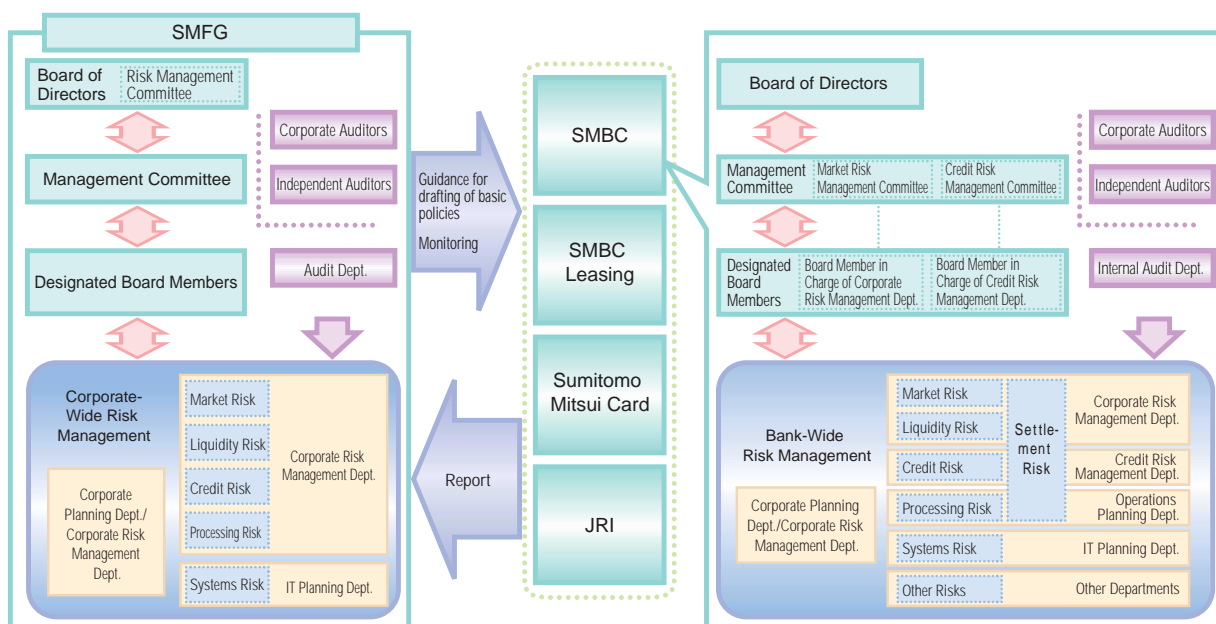 SMFG
Board of
Directors
Risk Management
Committee
Corporate Auditors
Management Committee
Independent Auditors
Designated Board Members
Audit Dept.
Corporate-
Wide Risk
Management
Corporate
Planning Dept./
Corporate Risk
Management
Dept.
Market Risk
Liquidity Risk
Credit Risk
Processing Risk
Corporate Risk
Management Dept.
Systems Risk
IT Planning Dept.
Guidance for
drafting of basic
policies
Monitoring
Report
SMBC
SMBC
Leasing
Sumitomo
Mitsui Card
JRI
Board of Directors
Corporate Auditors
Management
Committee
Market Risk
Management Committee
Credit Risk
Management Committee
Independent Auditors
Designated
Board
Members
Board Member in
Charge of Corporate
Risk Management Dept.
Board Member in
Charge of Credit Risk
Management Dept.
Internal Audit Dept.
Bank-Wide
Risk Management
Corporate Planning
Dept./Corporate Risk
Management Dept.
Market Risk
Liquidity Risk
Settle-
ment
Risk
Corporate Risk
Management Dept.
Credit Risk
Credit Risk
Management Dept.
Processing Risk
Operations
Planning Dept.
Systems Risk
IT Planning Dept.
Other Risks
Other Departments